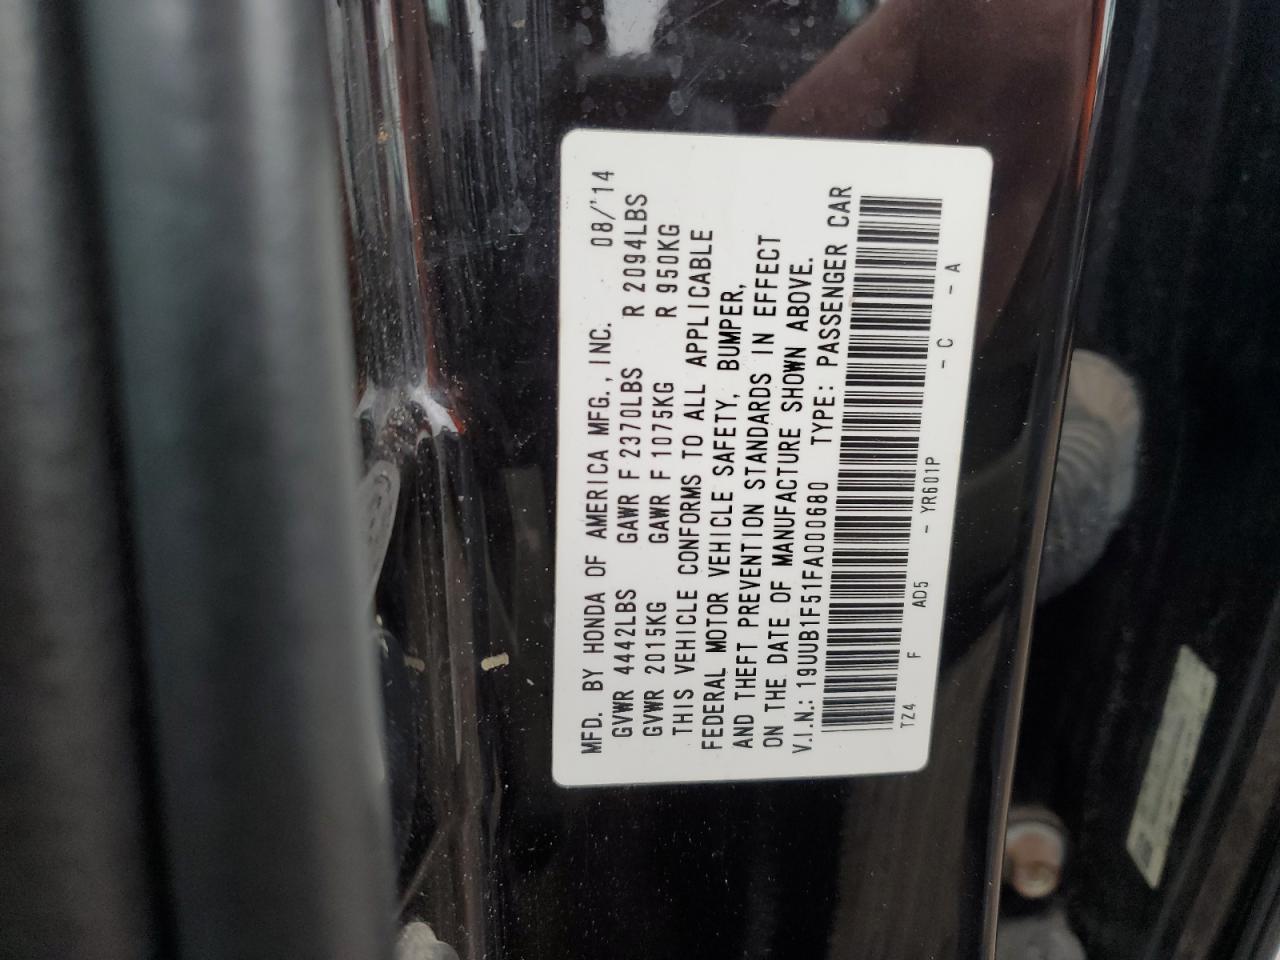 MFD. BY HONDA OF AMERICA MFG., INC. 08/'14
GVWR 4442LBS GAWR F 2370LBS R 2094LBS
GVWR 2015KG GAWR F 1075KG R 950KG
THIS VEHICLE CONFORMS TO ALL APPLICABLE
FEDERAL MOTOR VEHICLE SAFETY, BUMPER,
AND THEFT PREVENTION STANDARDS IN EFFECT
ON THE DATE OF MANUFACTURE SHOWN ABOVE.
V.I.N.: 19UUB1F51FA000680 TYPE: PASSENGER CAR
TZ4 F AD5 - YR601P - C - A